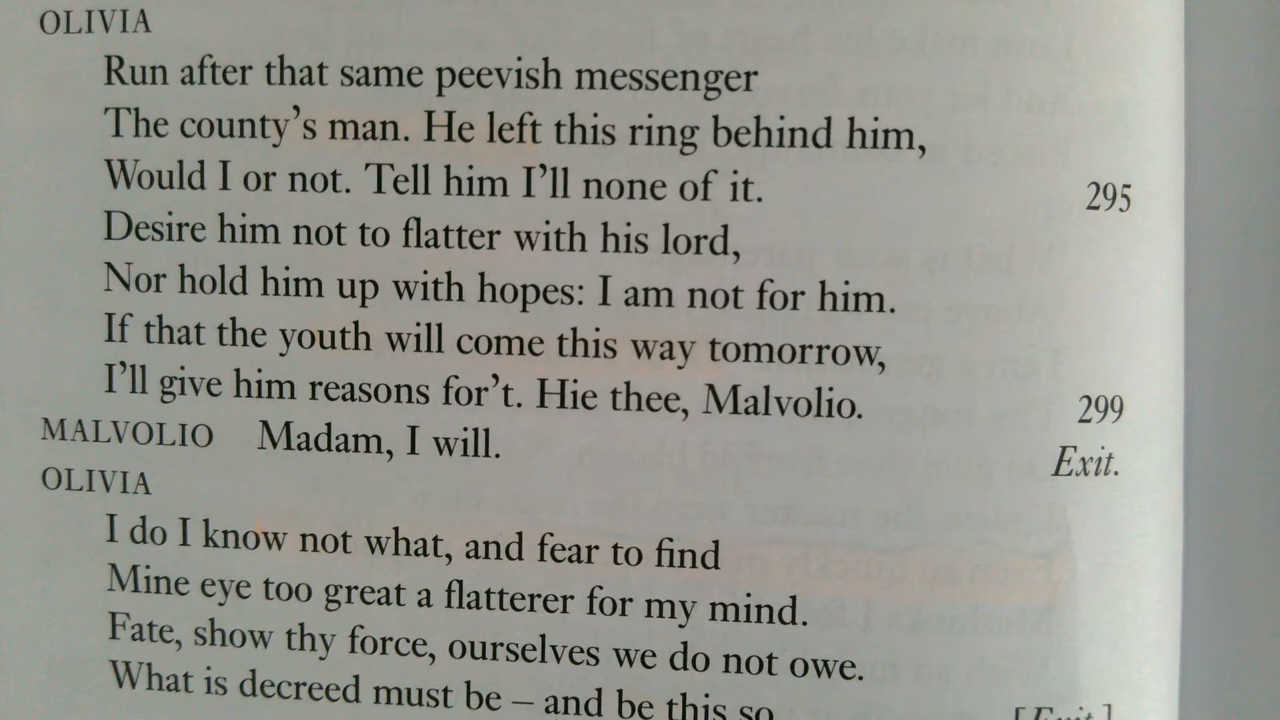 OLIVIA
Run after that same peevish messenger
The county's man. He left this ring behind him,
Would I or not. Tell him I'll none of it. 295
Desire him not to flatter with his lord,
Nor hold him up with hopes: I am not for him.
If that the youth will come this way tomorrow,
I'll give him reasons for't. Hie thee, Malvolio. 299
MALVOLIO Madam, I will. Exit.
OLIVIA
I do I know not what, and fear to find
Mine eye too great a flatterer for my mind.
Fate, show thy force, ourselves we do not owe.
What is decreed must be – and be this so [Exit]